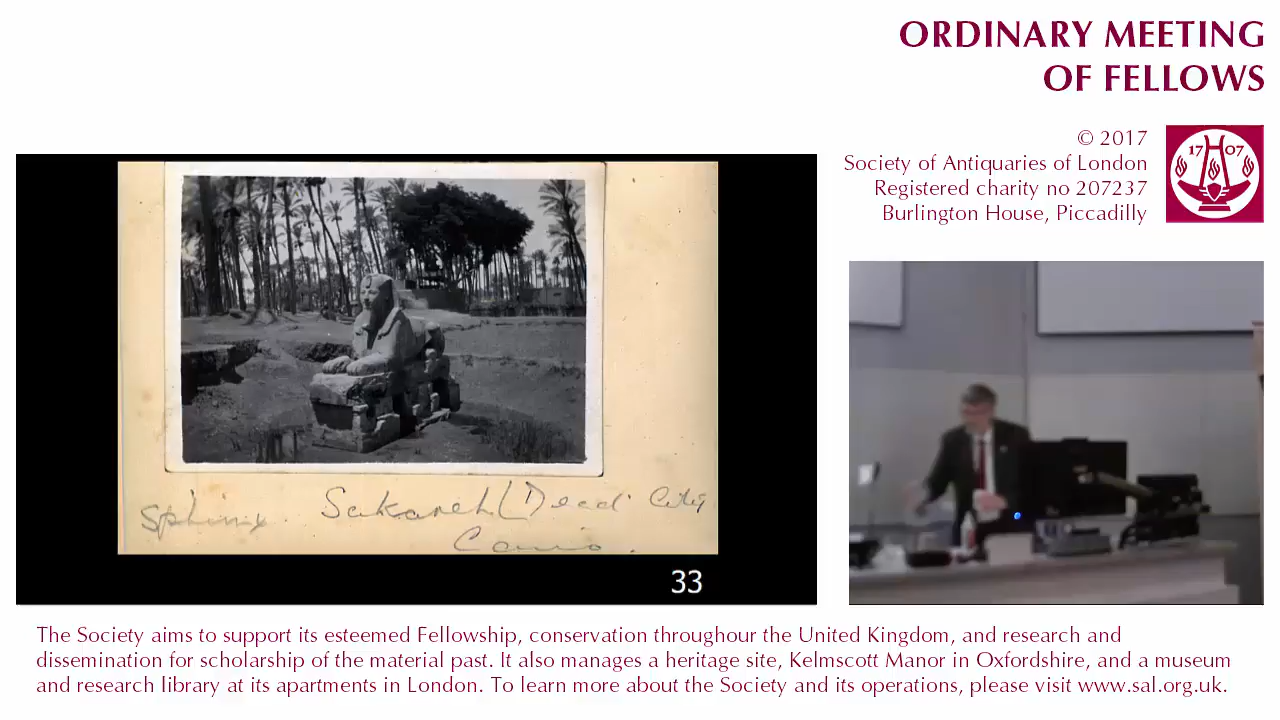 ORDINARY MEETING
OF FELLOWS
© 2017
Society of Antiquaries of London
Registered charity no 207237
Burlington House, Piccadilly
17 07
Sphinx. Sakareh (Dead City
Cairo.
33
The Society aims to support its esteemed Fellowship, conservation throughour the United Kingdom, and research and
dissemination for scholarship of the material past. It also manages a heritage site, Kelmscott Manor in Oxfordshire, and a museum
and research library at its apartments in London. To learn more about the Society and its operations, please visit www.sal.org.uk.